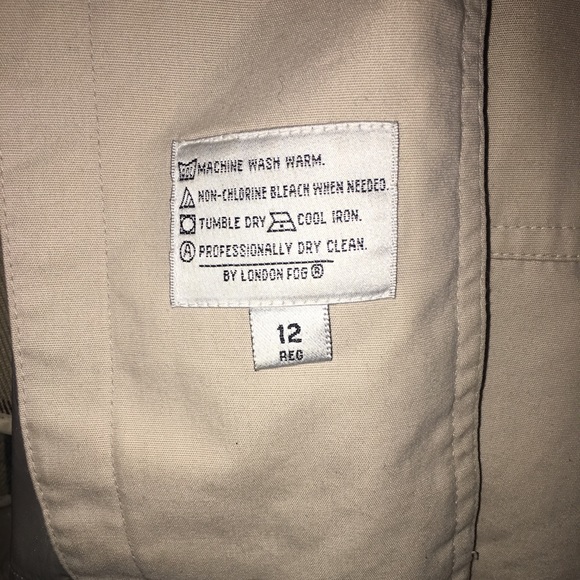 MACHINE WASH WARM.
NON-CHLORINE BLEACH WHEN NEEDED.
TUMBLE DRY COOL IRON.
A PROFESSIONALLY DRY CLEAN.
BY LONDON FOG ®
12
REG